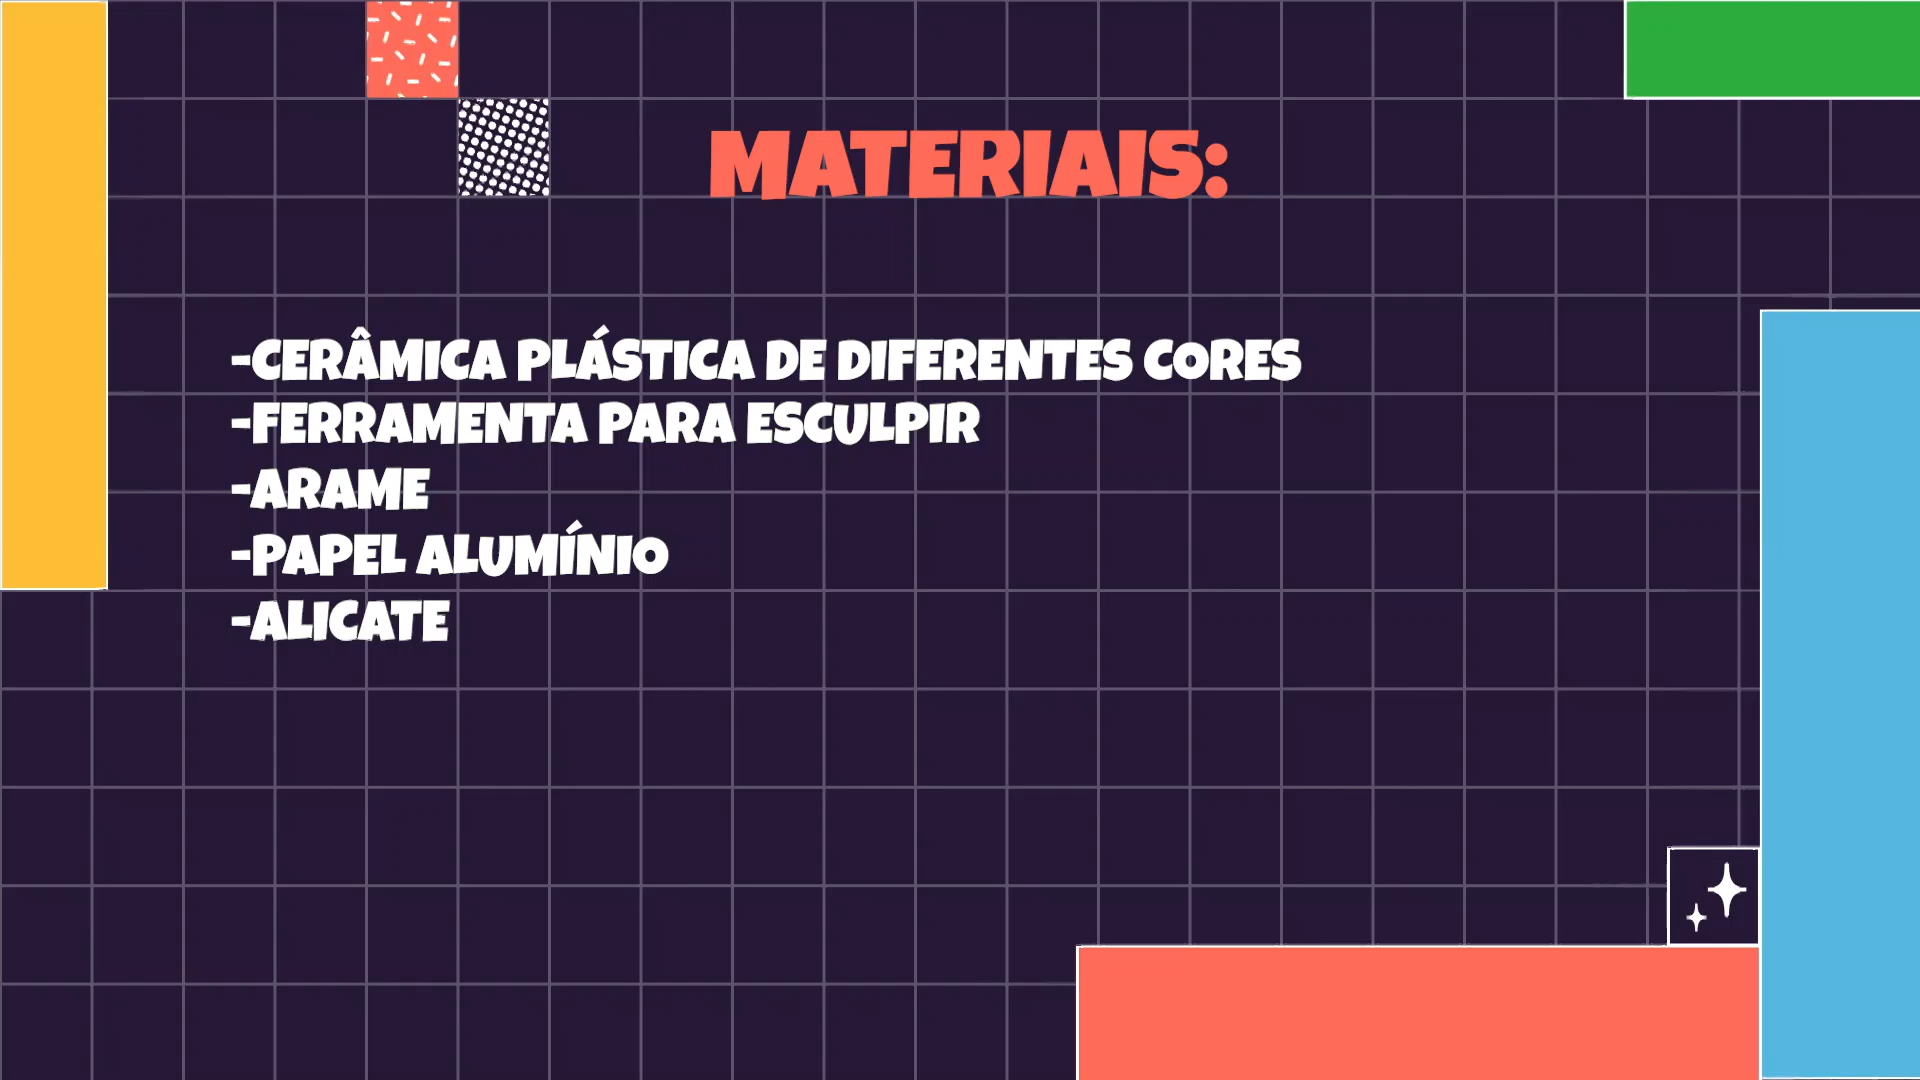 MATERIAIS:
-CERÂMICA PLÁSTICA DE DIFERENTES CORES
-FERRAMENTA PARA ESCULPIR
-ARAME
-PAPEL ALUMÍNIO
-ALICATE